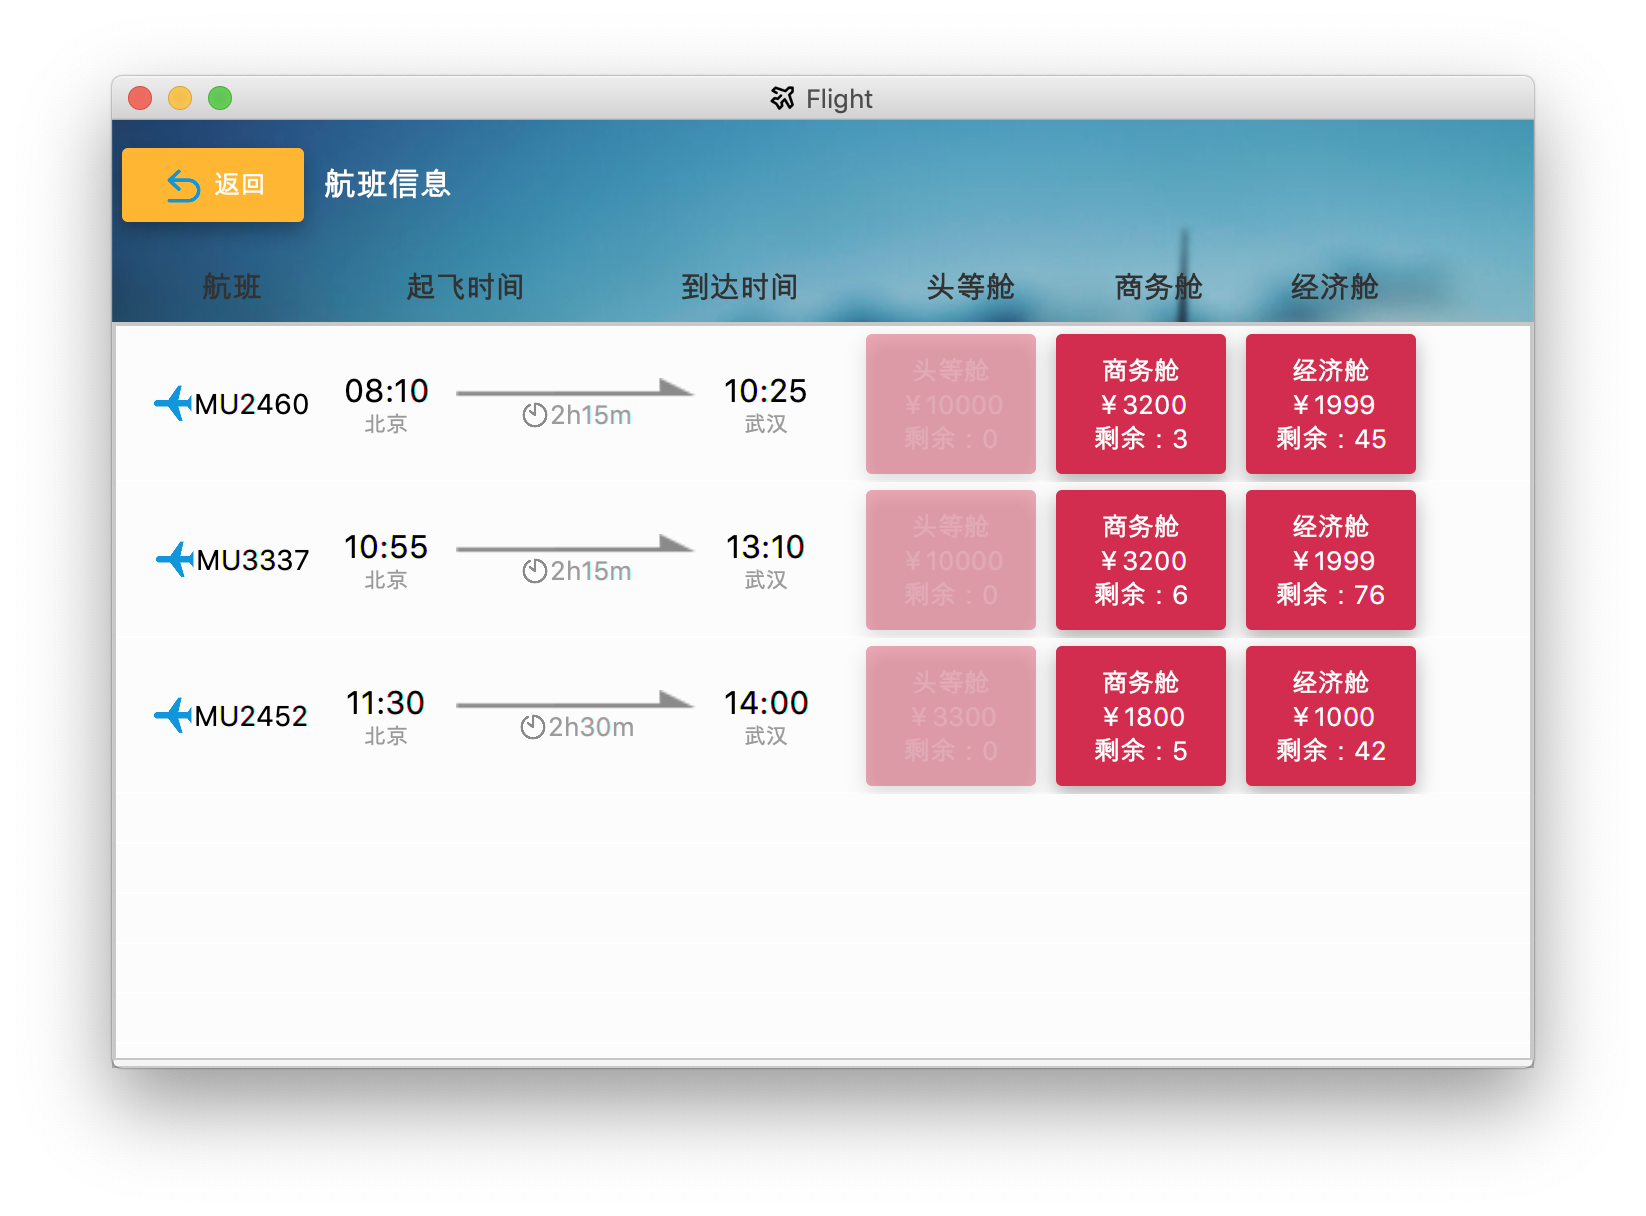 Flight
返回
航班信息
航班 起飞时间 到达时间 头等舱 商务舱 经济舱
MU2460
08:10
北京
2h15m
10:25
武汉
头等舱
¥10000
剩余：0
商务舱
¥3200
剩余：3
经济舱
¥1999
剩余：45
MU3337
10:55
北京
2h15m
13:10
武汉
头等舱
¥10000
剩余：0
商务舱
¥3200
剩余：6
经济舱
¥1999
剩余：76
MU2452
11:30
北京
2h30m
14:00
武汉
头等舱
¥3300
剩余：0
商务舱
¥1800
剩余：5
经济舱
¥1000
剩余：42